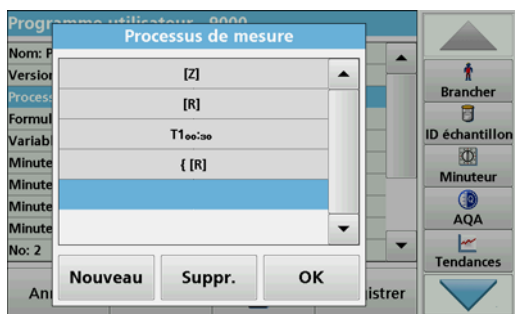 Programme utilisateur 9000
Processus de mesure
Nom: P
Version
Process
Formul
Variabl
Minute
Minute
Minute
Minute
No: 2
[Z]
[R]
T1₀₀:₃₀
{ [R]
Nouveau
Suppr.
OK
An
istrer
Brancher
ID échantillon
Minuteur
AQA
Tendances